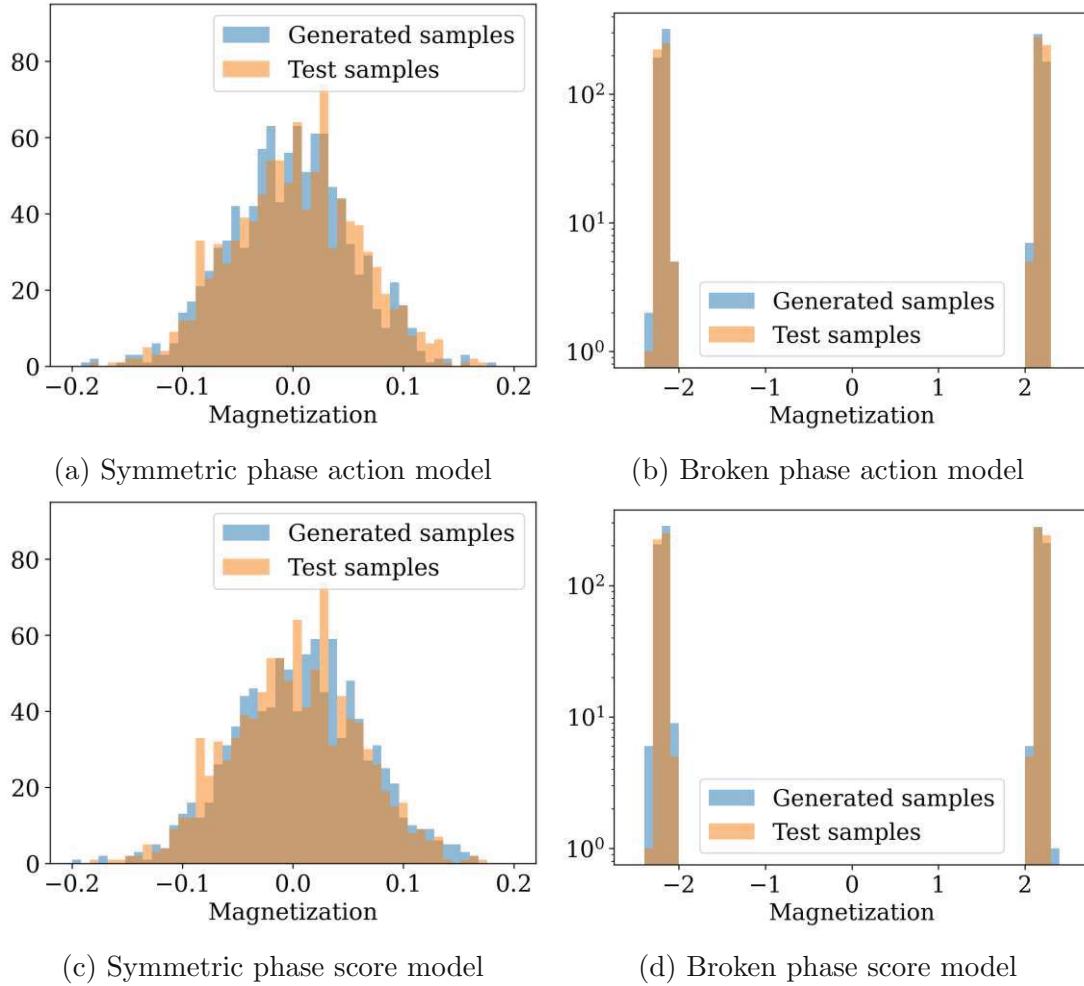 Generated samples
Test samples
80
60
40
20
0
−0.2
−0.1
0.0
0.1
0.2
Magnetization
(a) Symmetric phase action model
10²
10¹
10⁰
Generated samples
Test samples
−2
−1
0
1
2
Magnetization
(b) Broken phase action model
Generated samples
Test samples
80
60
40
20
0
−0.2
−0.1
0.0
0.1
0.2
Magnetization
(c) Symmetric phase score model
10²
10¹
10⁰
Generated samples
Test samples
−2
−1
0
1
2
Magnetization
(d) Broken phase score model